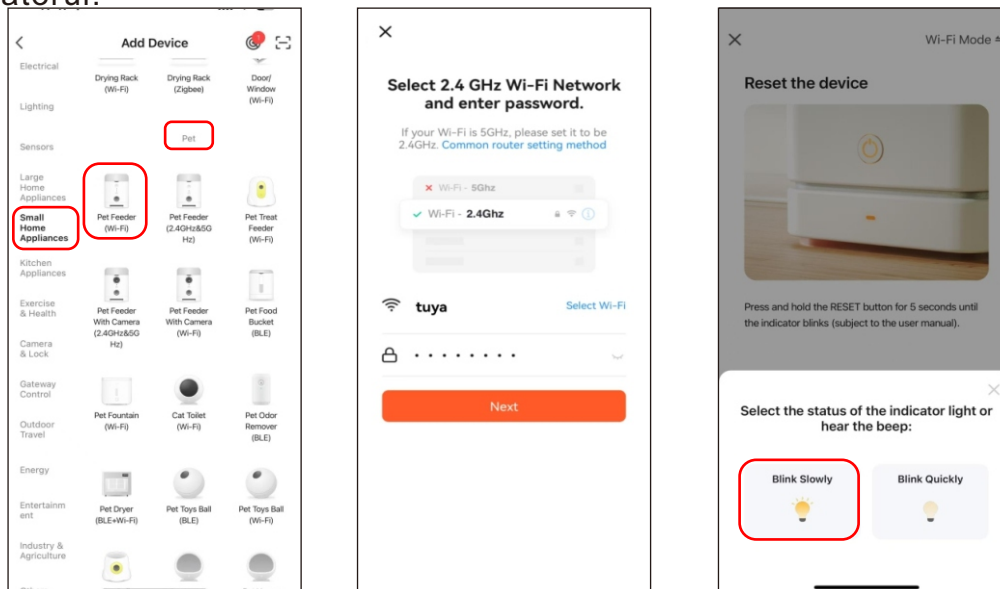 Add Device
Electrical
Lighting
Sensors
Large
Home
Appliances
Small
Home
Appliances
Kitchen
Appliances
Exercise
& Health
Camera
& Lock
Gateway
Control
Outdoor
Travel
Energy
Entertainm
ent
Industry &
Agriculture
Drying Rack
(Wi-Fi)
Drying Rack
(Zigbee)
Door/
Window
(Wi-Fi)
Pet
Pet Feeder
(Wi-Fi)
Pet Feeder
(2.4GHz&5G
Hz)
Pet Treat
Feeder
(Wi-Fi)
Pet Feeder
With Camera
(2.4GHz&5G
Hz)
Pet Feeder
With Camera
(Wi-Fi)
Pet Food
Bucket
(BLE)
Pet Fountain
(Wi-Fi)
Cat Toilet
(Wi-Fi)
Pet Odor
Remover
(BLE)
Pet Dryer
(BLE+Wi-Fi)
Pet Toys Ball
(BLE)
Pet Toys Ball
(Wi-Fi)
Select 2.4 GHz Wi-Fi Network
and enter password.
If your Wi-Fi is 5GHz, please set it to be
2.4GHz. Common router setting method
Wi-Fi - 5Ghz
Wi-Fi - 2.4Ghz
tuya
Select Wi-Fi
Next
Wi-Fi Mode
Reset the device
Press and hold the RESET button for 5 seconds until
the indicator blinks (subject to the user manual).
Select the status of the indicator light or
hear the beep:
Blink Slowly
Blink Quickly